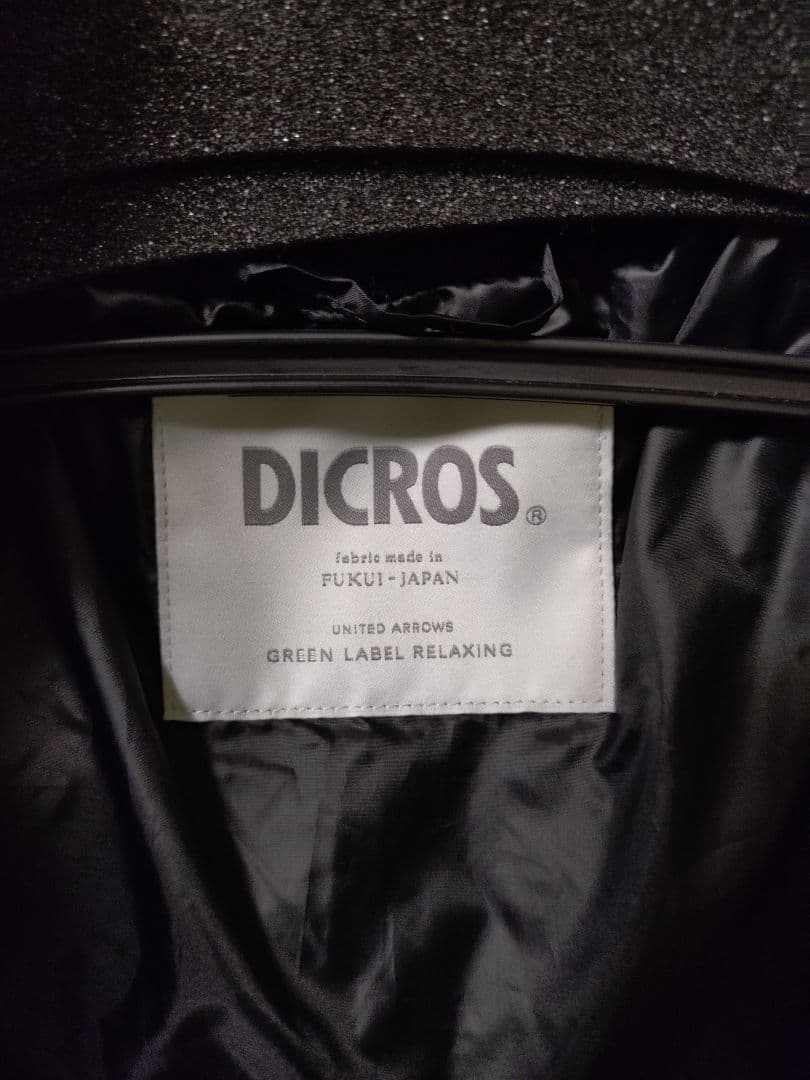 DICROS®
fabric made in
FUKUI-JAPAN
UNITED ARROWS
GREEN LABEL RELAXING